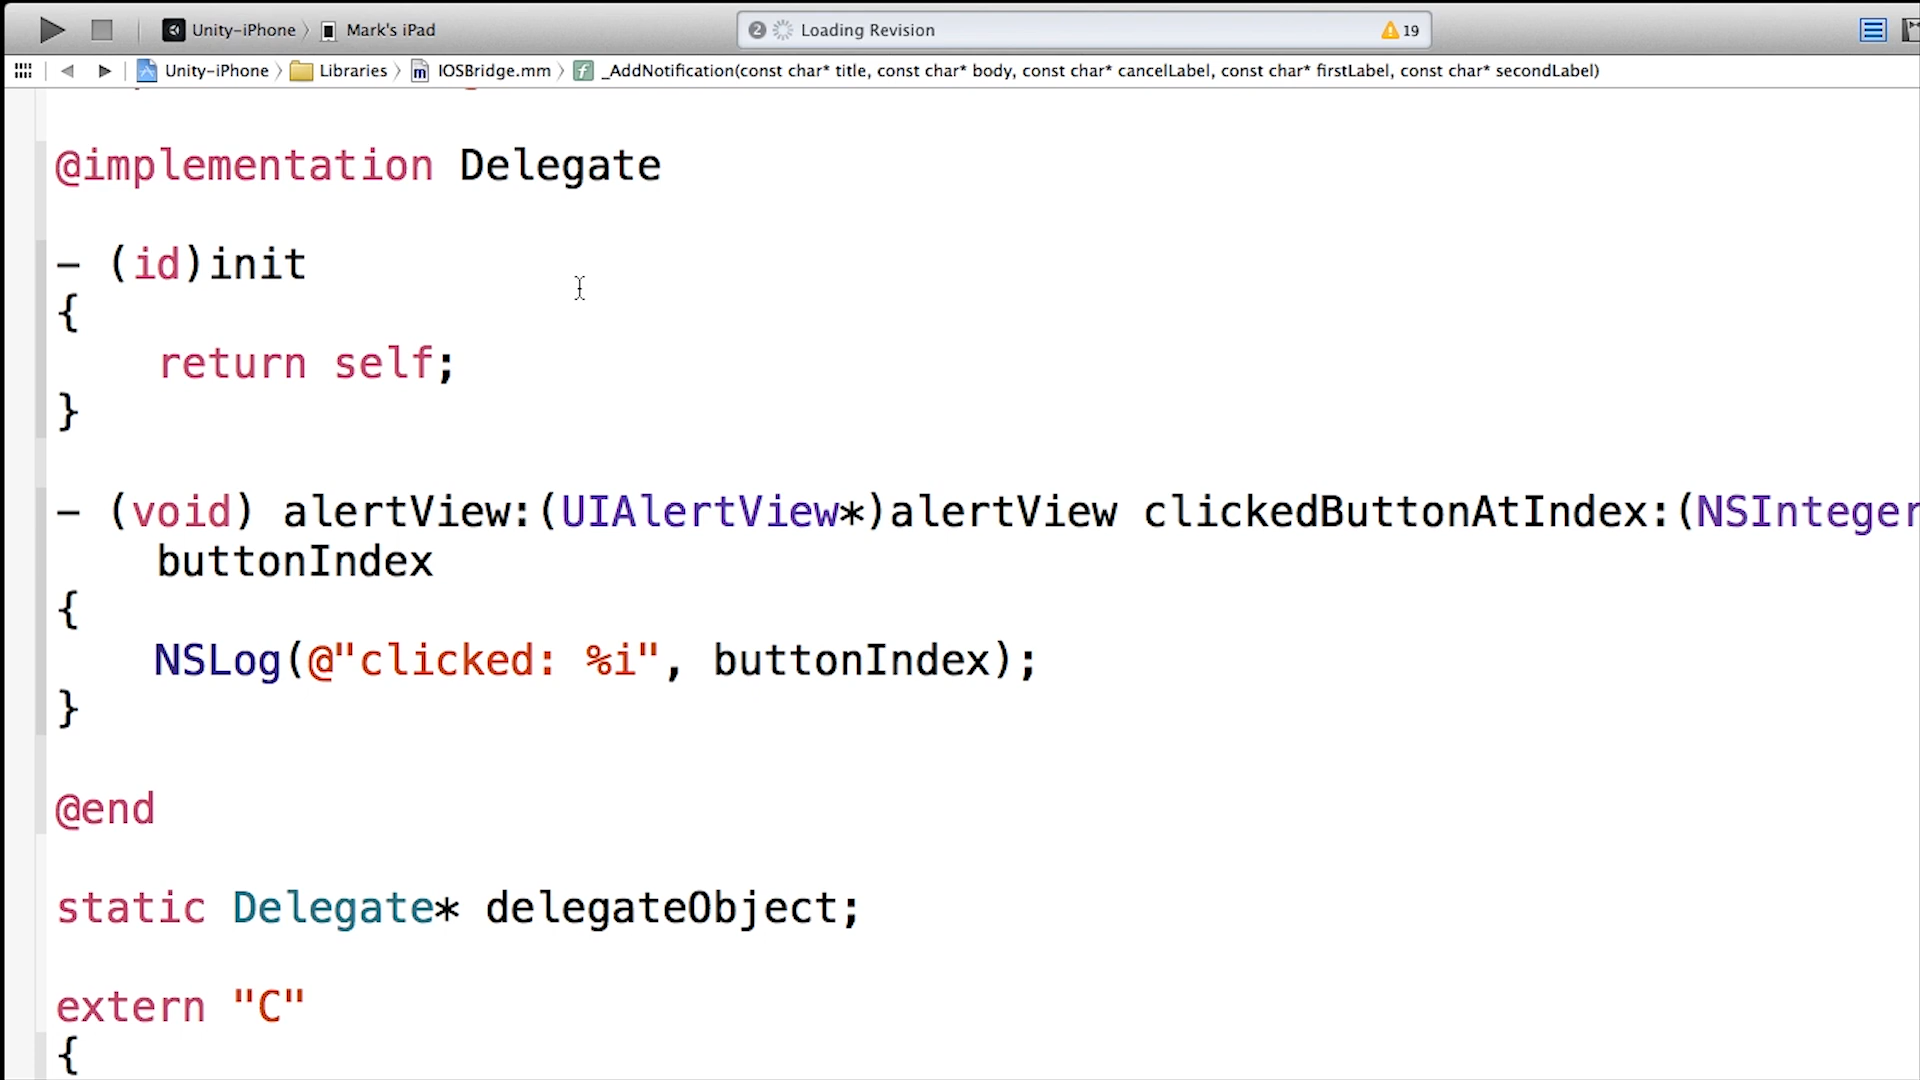 Unity-iPhone Mark's iPad 2 Loading Revision 19
Unity-iPhone Libraries m IOSBridge.mm f _AddNotification(const char* title, const char* body, const char* cancelLabel, const char* firstLabel, const char* secondLabel)
@implementation Delegate
- (id)init
{
return self;
}
- (void) alertView:(UIAlertView*)alertView clickedButtonAtIndex:(NSInteger
buttonIndex
{
NSLog(@"clicked: %i", buttonIndex);
}
@end
static Delegate* delegateObject;
extern "C"
{